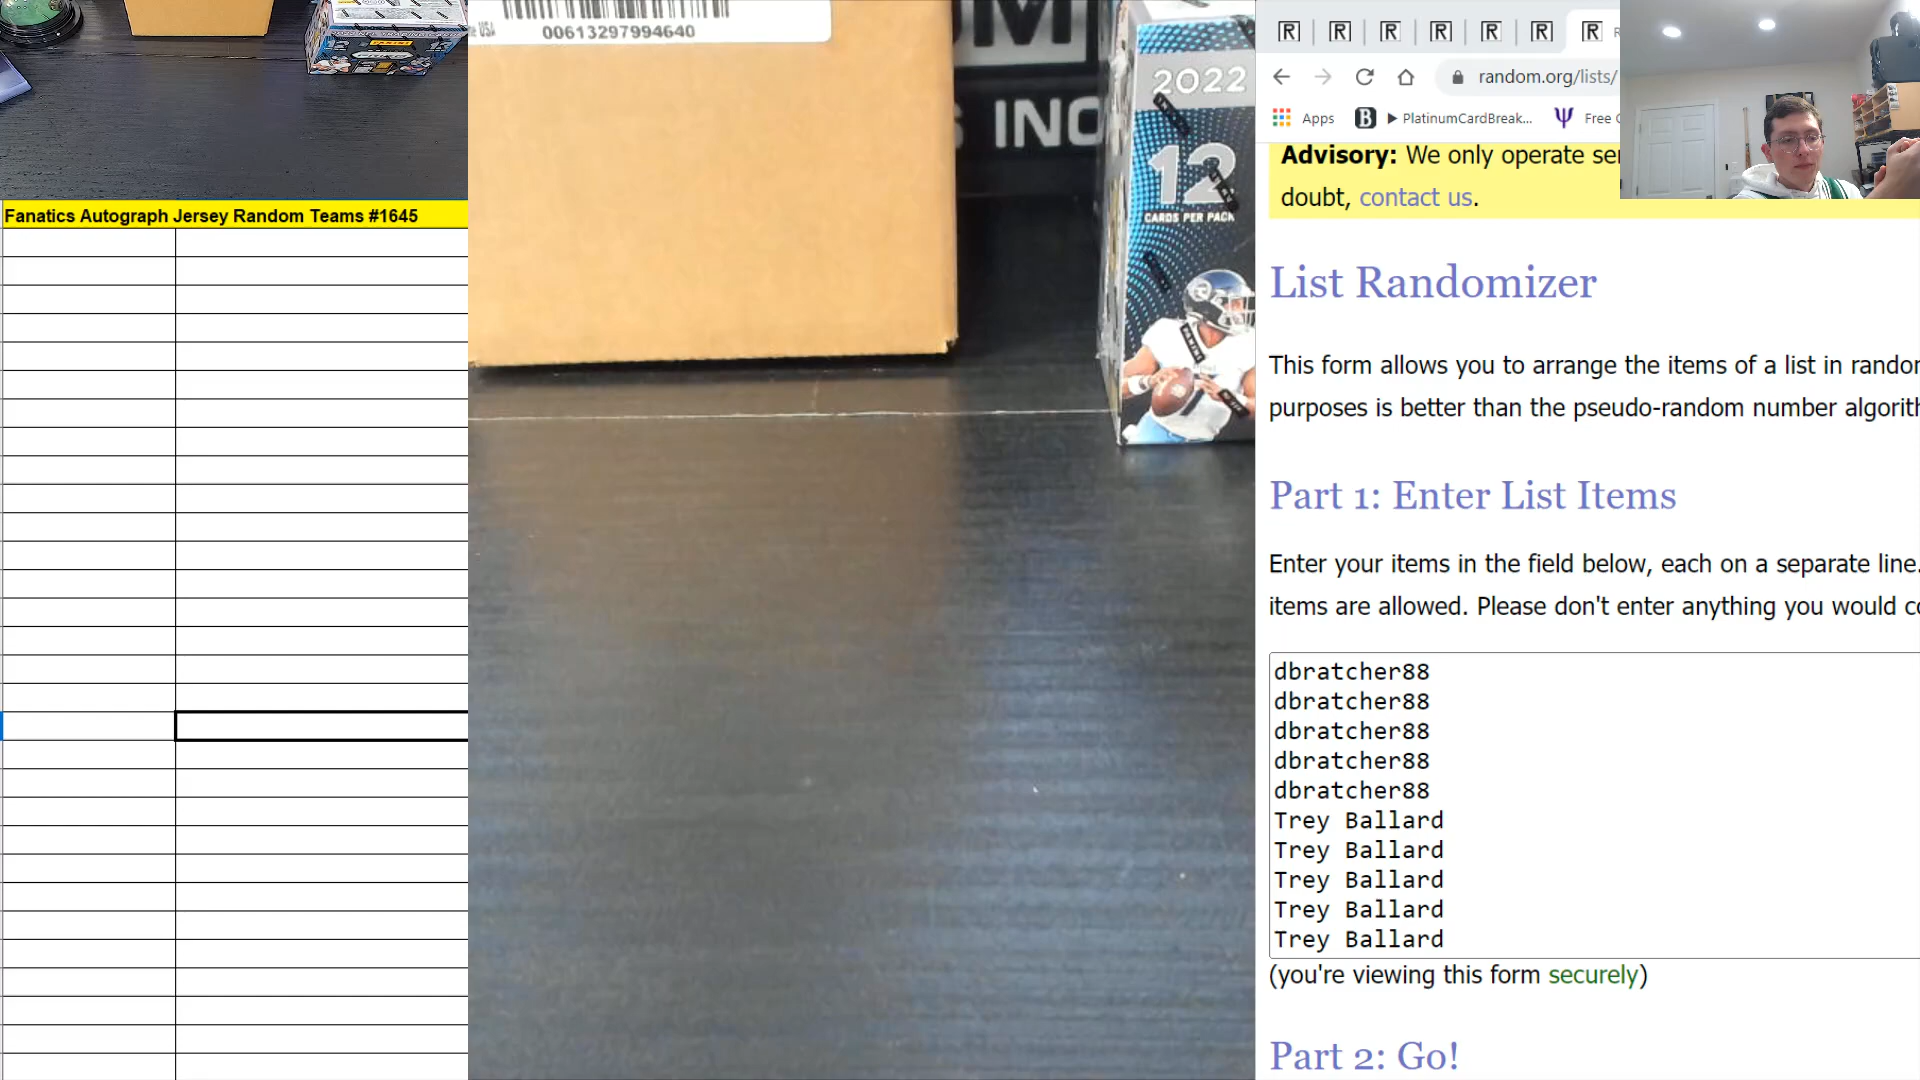 Fanatics Autograph Jersey Random Teams #1645
USA
00613297994640
INC
2022
12
CARDS PER PACK
random.org/lists/
Apps
PlatinumCardBreak...
Free
Advisory: We only operate
doubt, contact us.
List Randomizer
This form allows you to arrange the items of a list in
purposes is better than the pseudo-random number
Part 1: Enter List Items
Enter your items in the field below, each on a separate line.
items are allowed. Please don't enter anything you would
dbratcher88
dbratcher88
dbratcher88
dbratcher88
dbratcher88
Trey Ballard
Trey Ballard
Trey Ballard
Trey Ballard
Trey Ballard
(you're viewing this form securely)
Part 2: Go!